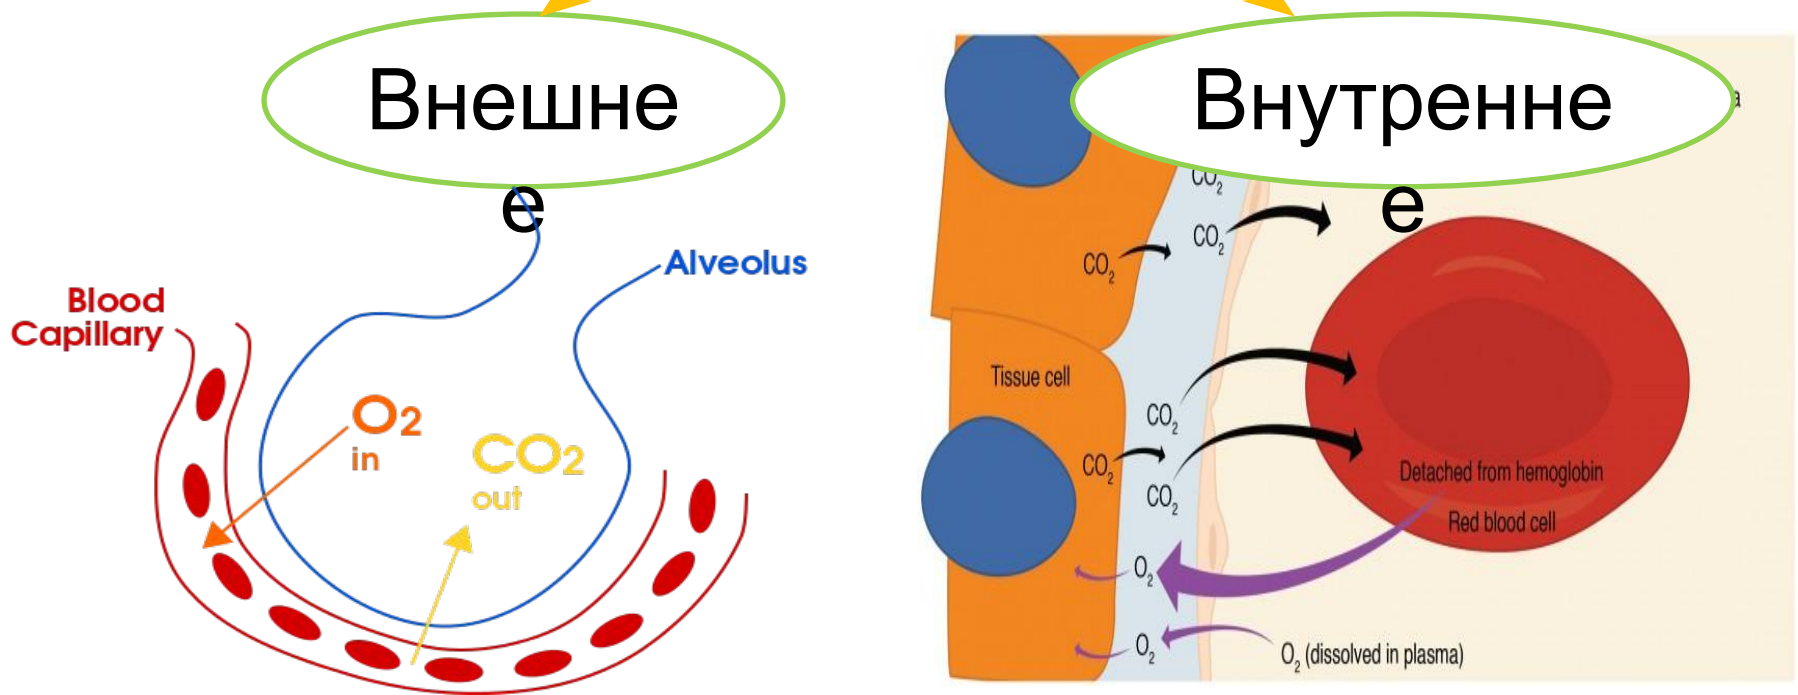 Внешне
е
Внутренне
е
Alveolus
Blood
Capillary
O2
in
CO2
out
CO2
CO2
CO2
Tissue cell
CO2
CO2
CO2
Detached from hemoglobin
Red blood cell
O2
O2
O2 (dissolved in plasma)